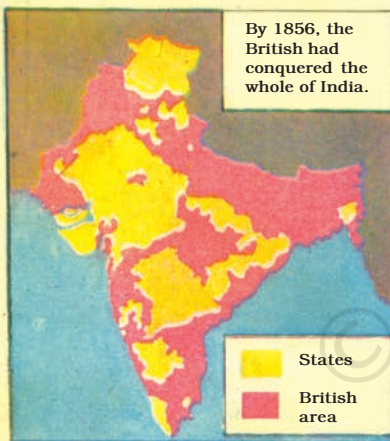 By 1856, the
British had
conquered the
whole of India.
States
British
area